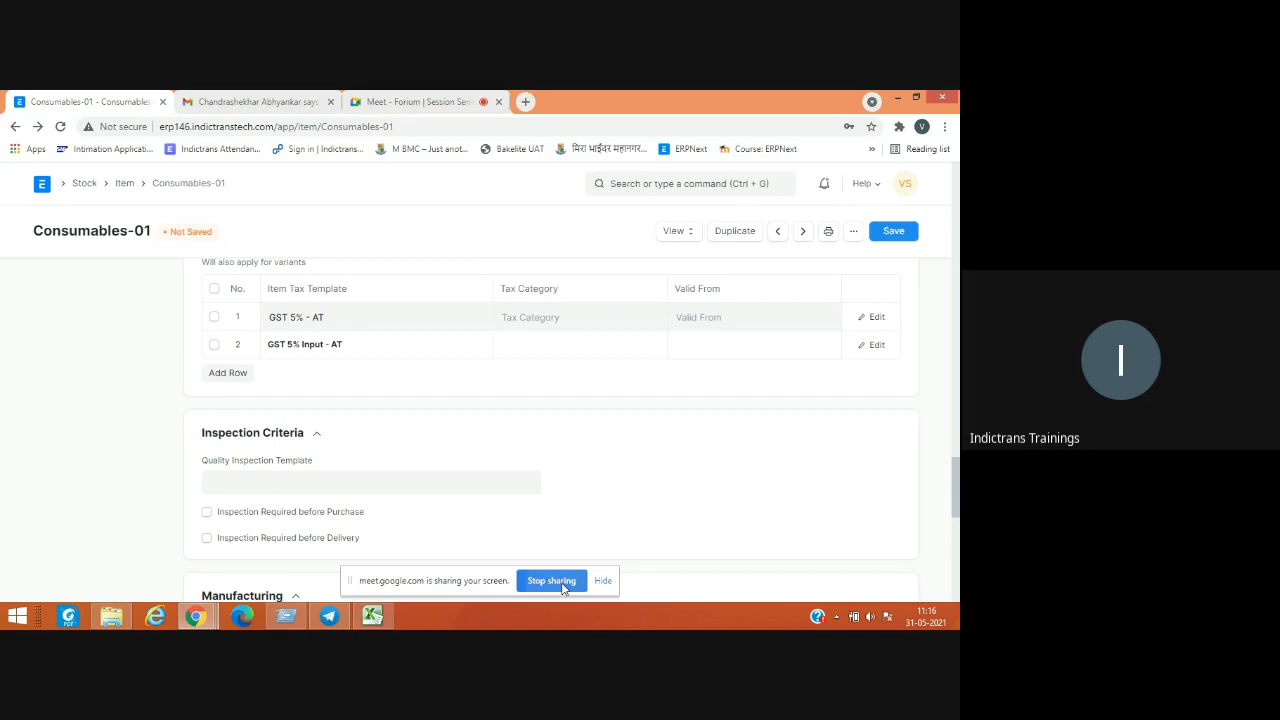 Consumables-01 - Consumables
Chandrashekhar Abhyankar says
Meet - Forium | Session Seri
Not secure
erp146.indictranstech.com/app/item/Consumables-01
Apps
Intimation Applicati...
Indictrans Attendan...
Sign in | Indictrans...
M BMC – Just anot...
Bakelite UAT
मिरा भाईंदर महानगर...
ERPNext
Course: ERPNext
»
Reading list
V
E
Stock
Item
Consumables-01
Search or type a command (Ctrl + G)
Help
VS
Consumables-01
Not Saved
View
Duplicate
Save
Will also apply for variants
No.
Item Tax Template
Tax Category
Valid From
1
GST 5% - AT
Tax Category
Valid From
Edit
2
GST 5% Input - AT
Edit
Add Row
Inspection Criteria
Quality Inspection Template
Inspection Required before Purchase
Inspection Required before Delivery
Manufacturing
meet.google.com is sharing your screen.
Stop sharing
Hide
11:16
31-05-2021
I
Indictrans Trainings